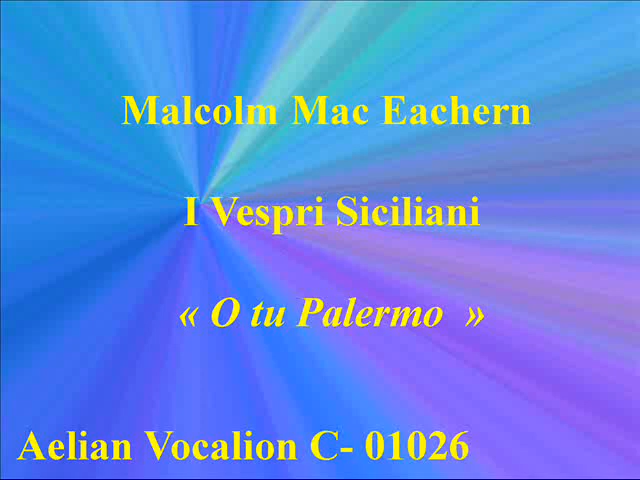 Malcolm Mac Eachern
I Vespri Siciliani
« O tu Palermo  »
Aelian Vocalion C- 01026